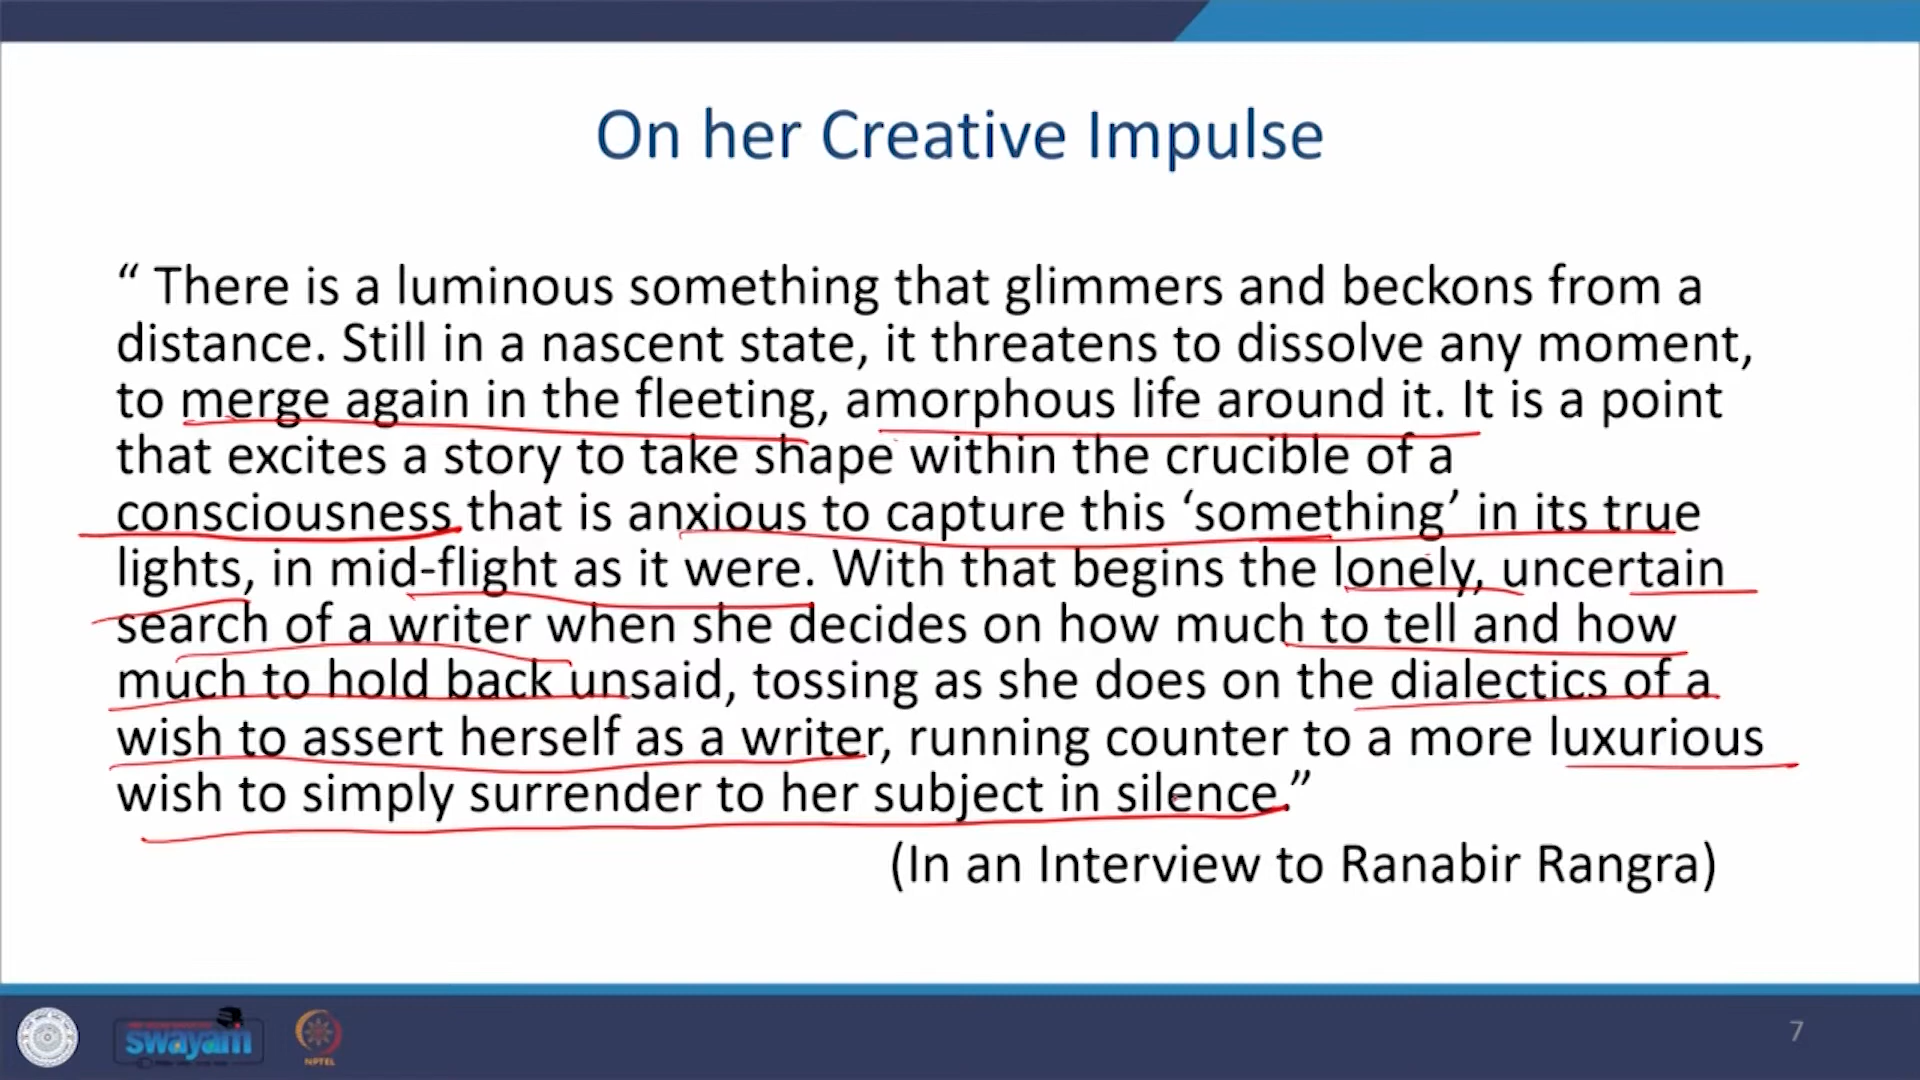 On her Creative Impulse
“ There is a luminous something that glimmers and beckons from a
distance. Still in a nascent state, it threatens to dissolve any moment,
to merge again in the fleeting, amorphous life around it. It is a point
that excites a story to take shape within the crucible of a
consciousness that is anxious to capture this ‘something’ in its true
lights, in mid-flight as it were. With that begins the lonely, uncertain
search of a writer when she decides on how much to tell and how
much to hold back unsaid, tossing as she does on the dialectics of a
wish to assert herself as a writer, running counter to a more luxurious
wish to simply surrender to her subject in silence.”
(In an Interview to Ranabir Rangra)
swayam
NPTEL
7